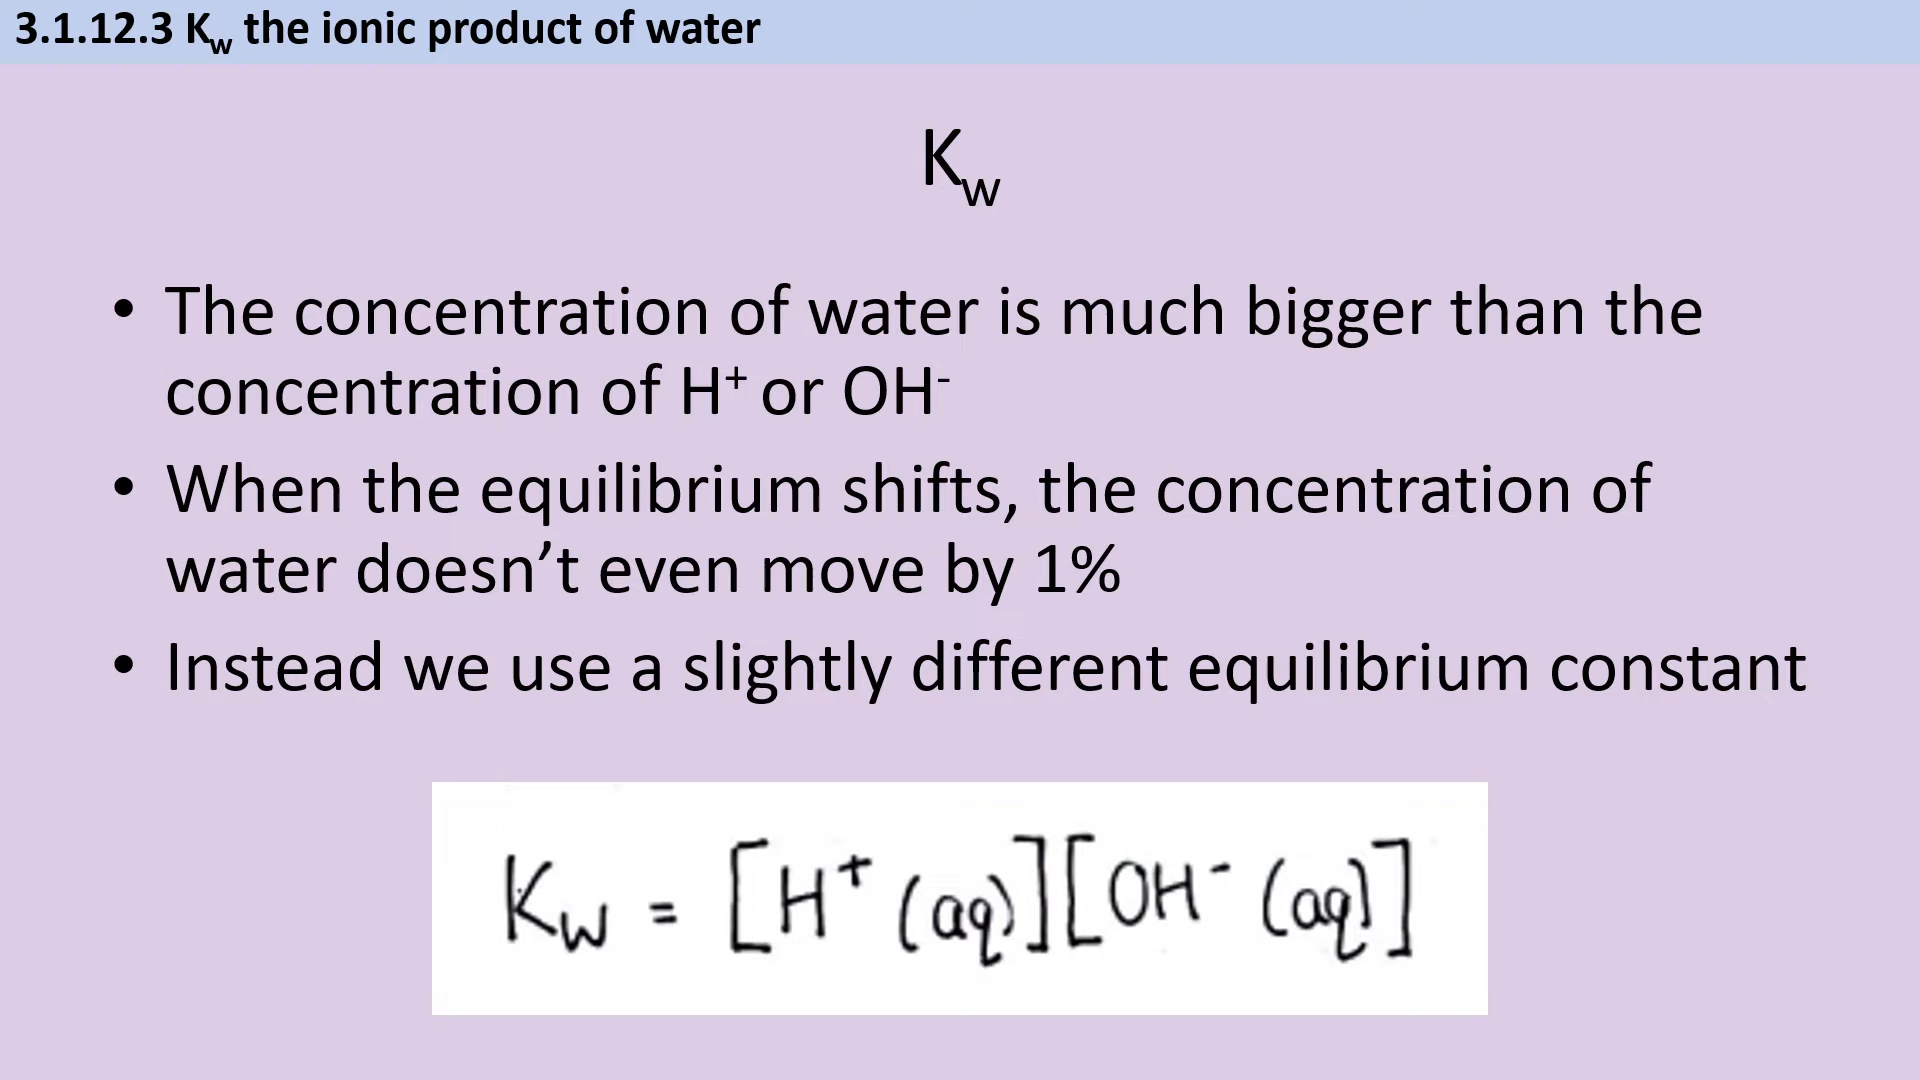 3.1.12.3 Kw the ionic product of water
Kw
• The concentration of water is much bigger than the
concentration of H⁺ or OH⁻
• When the equilibrium shifts, the concentration of
water doesn’t even move by 1%
• Instead we use a slightly different equilibrium constant
Kw = [H⁺ (aq)][OH⁻ (aq)]